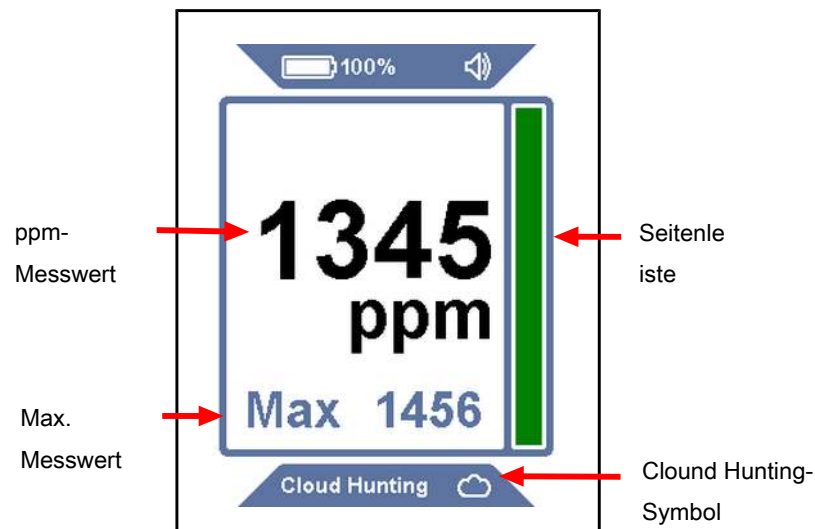 100%
ppm-
Messwert
1345
ppm
Seitenle
iste
Max.
Messwert
Max 1456
Cloud Hunting
Clound Hunting-
Symbol